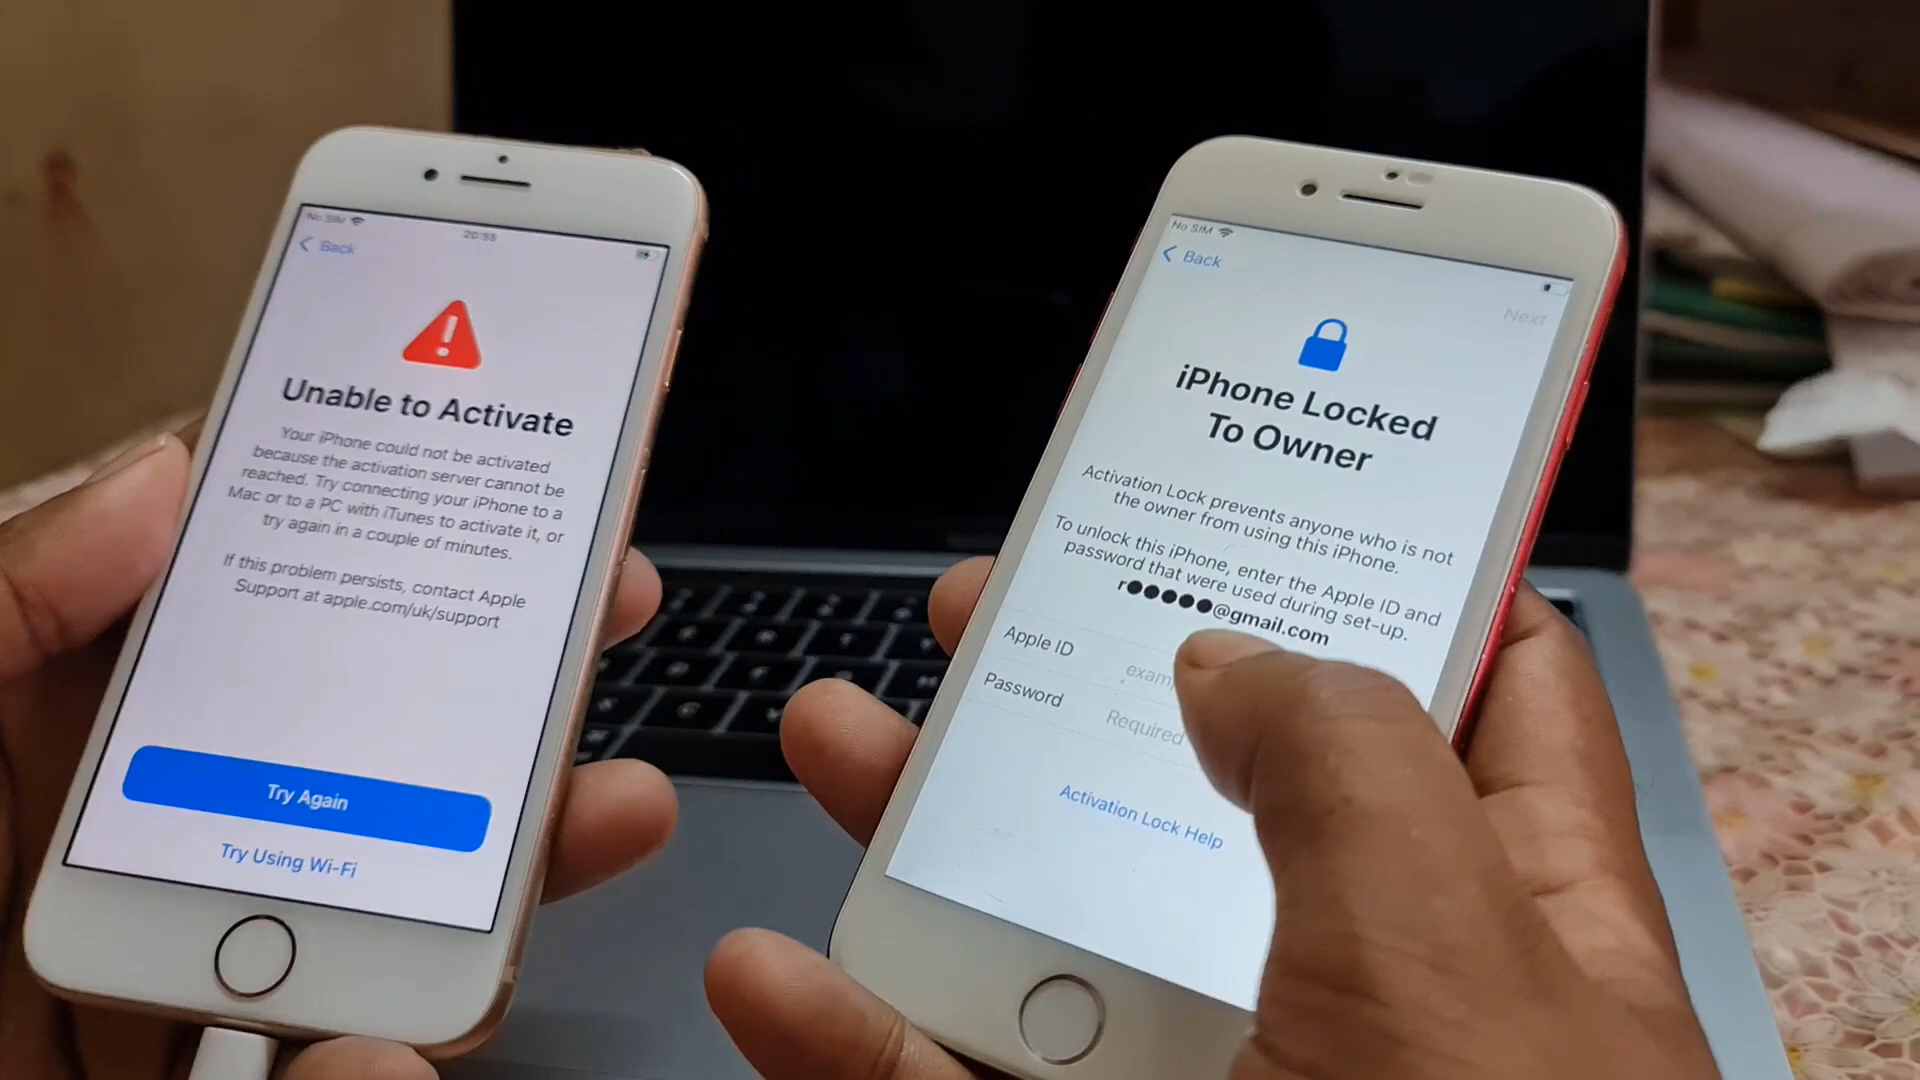 No SIM
20:55
Back
Unable to Activate
Your iPhone could not be activated
because the activation server cannot be
reached. Try connecting your iPhone to a
Mac or to a PC with iTunes to activate it, or
try again in a couple of minutes.
If this problem persists, contact Apple
Support at apple.com/uk/support
Try Again
Try Using Wi-Fi
No SIM
Back
Next
iPhone Locked
To Owner
Activation Lock prevents anyone who is not
the owner from using this iPhone.
To unlock this iPhone, enter the Apple ID and
password that were used during set-up.
r●●●●●@gmail.com
Apple ID
Password
Required
Activation Lock Help